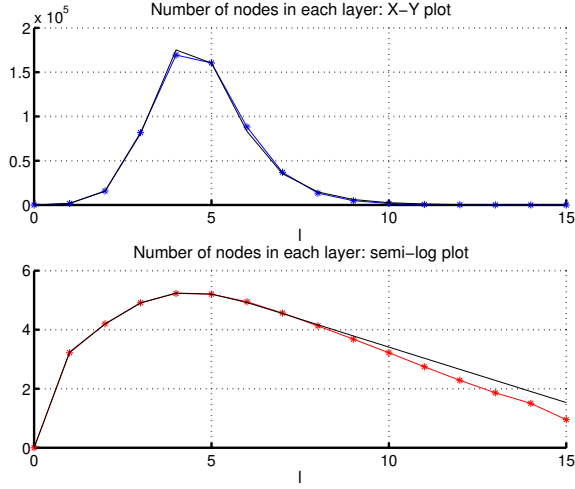 Number of nodes in each layer: X-Y plot
x 10^5
2
1.5
1
0.5
0
0 5 10 15
l
Number of nodes in each layer: semi-log plot
6
4
2
0
0 5 10 15
l